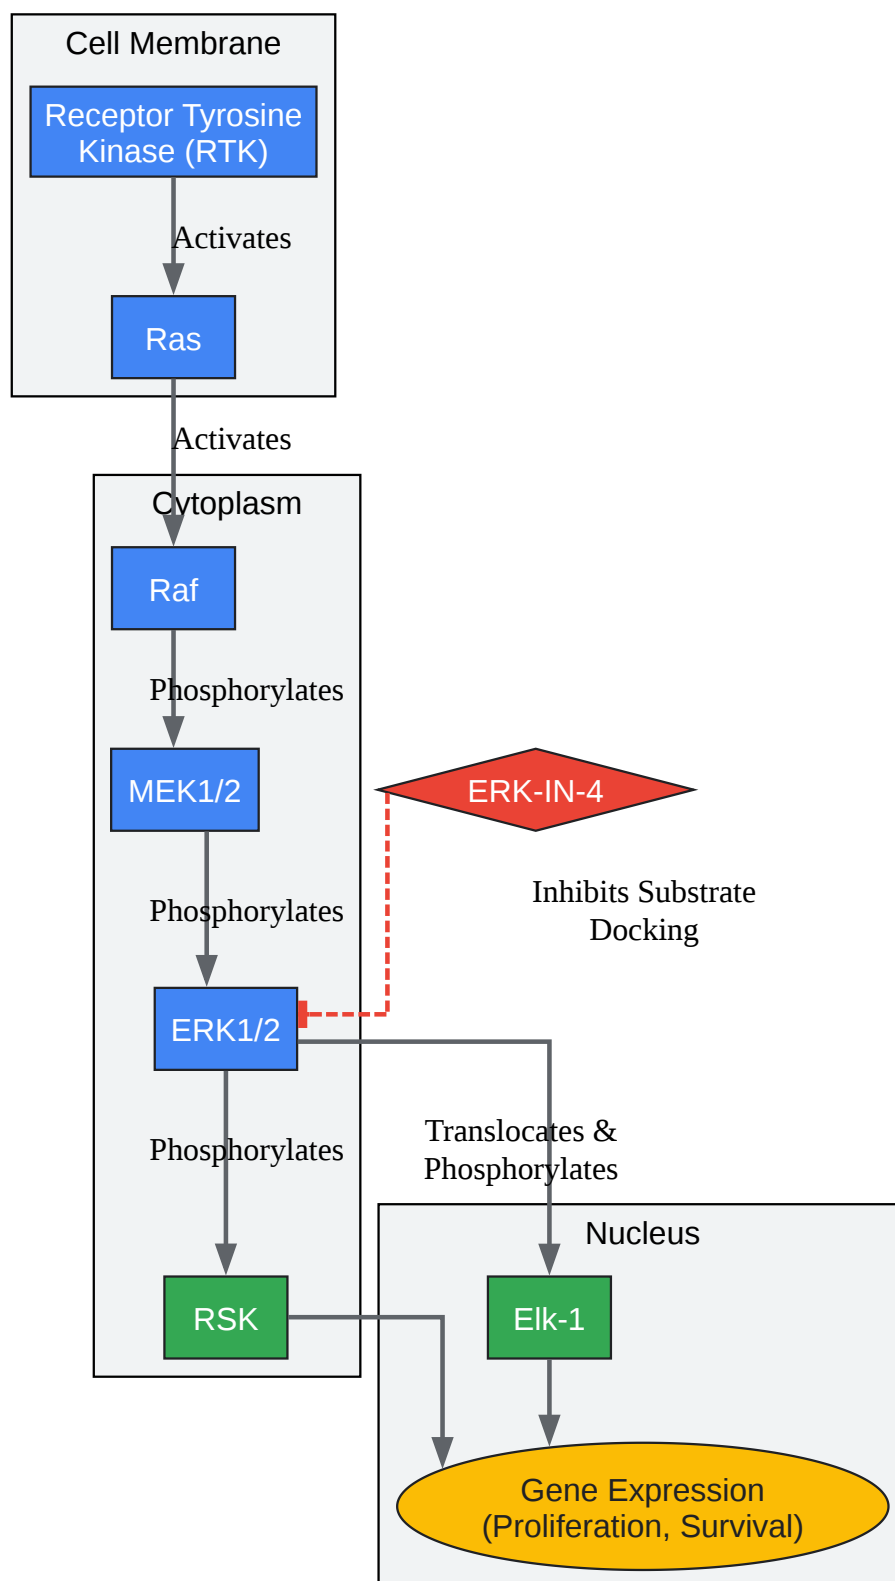 Cell Membrane
Receptor Tyrosine
Kinase (RTK)
Activates
Ras
Activates
Cytoplasm
Raf
Phosphorylates
MEK1/2
ERK-IN-4
Inhibits Substrate
Docking
Phosphorylates
ERK1/2
Phosphorylates
Translocates &
Phosphorylates
Nucleus
RSK
Elk-1
Gene Expression
(Proliferation, Survival)